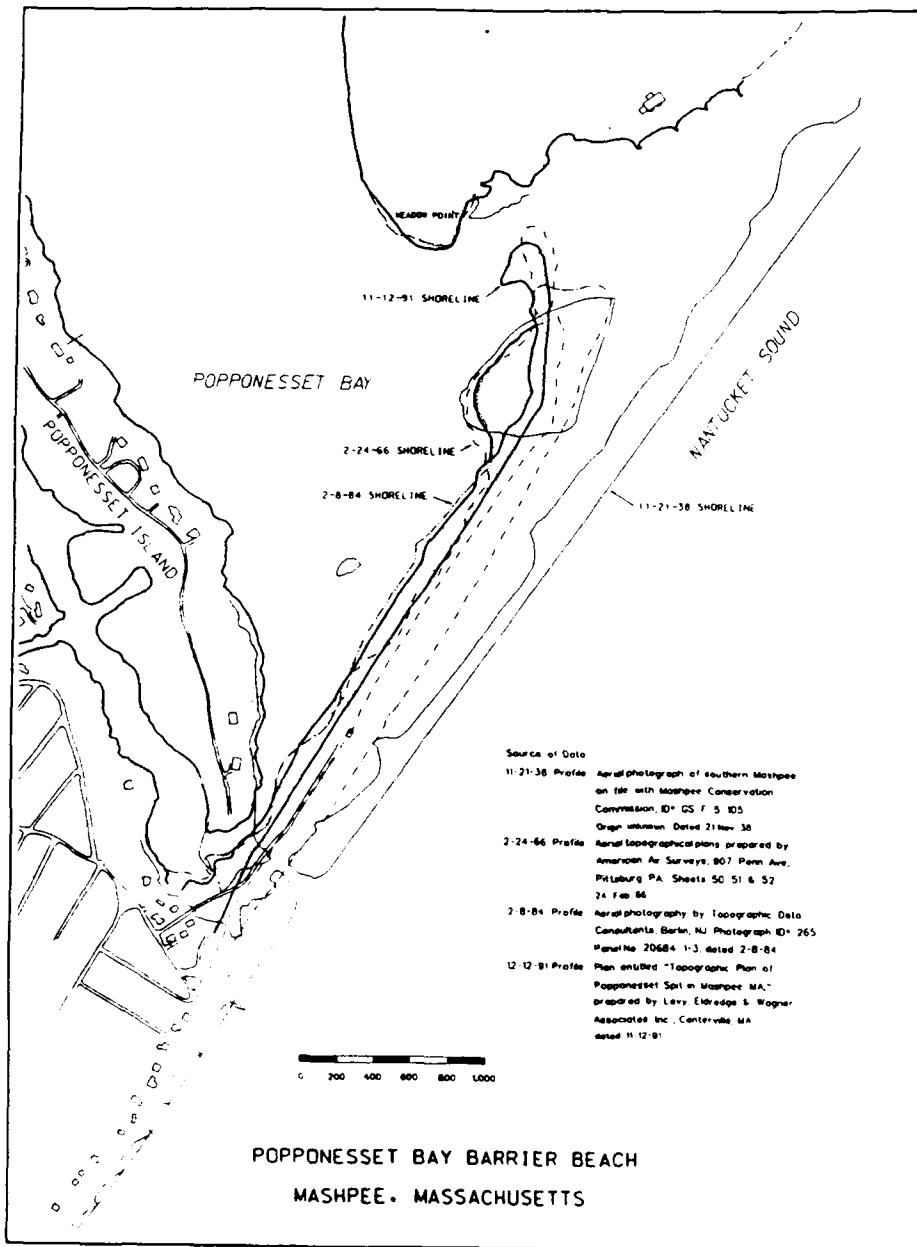 MEADOW POINT
11-12-91 SHORELINE
POPPONESSET BAY
NANTUCKET SOUND
2-24-66 SHORELINE
2-8-84 SHORELINE
11-21-38 SHORELINE
POPPONESSET ISLAND
Source of Data
11-21-38 Profile Aerial photograph of southern Mashpee
on file with Mashpee Conservation
Commission, ID# GS F 5 105
Origin unknown Dated 21 Nov 38
2-24-66 Profile Aerial topographical plans prepared by
American Air Surveys, 907 Penn Ave,
Pittsburg PA Sheets 50 51 & 52
24 Feb 66
2-8-84 Profile Aerial photography by Topographic Data
Consultants, Berlin, NJ Photograph ID# 265
Panel No. 20684 1-3, dated 2-8-84
12-12-91 Profile Plan entitled "Topographic Plan of
Popponesset Spit in Mashpee MA,"
prepared by Levy, Eldredge & Wagner
Associates Inc, Centerville, MA
dated 11-12-91
0 200 400 600 800 1,000
POPPONESSET BAY BARRIER BEACH
MASHPEE, MASSACHUSETTS